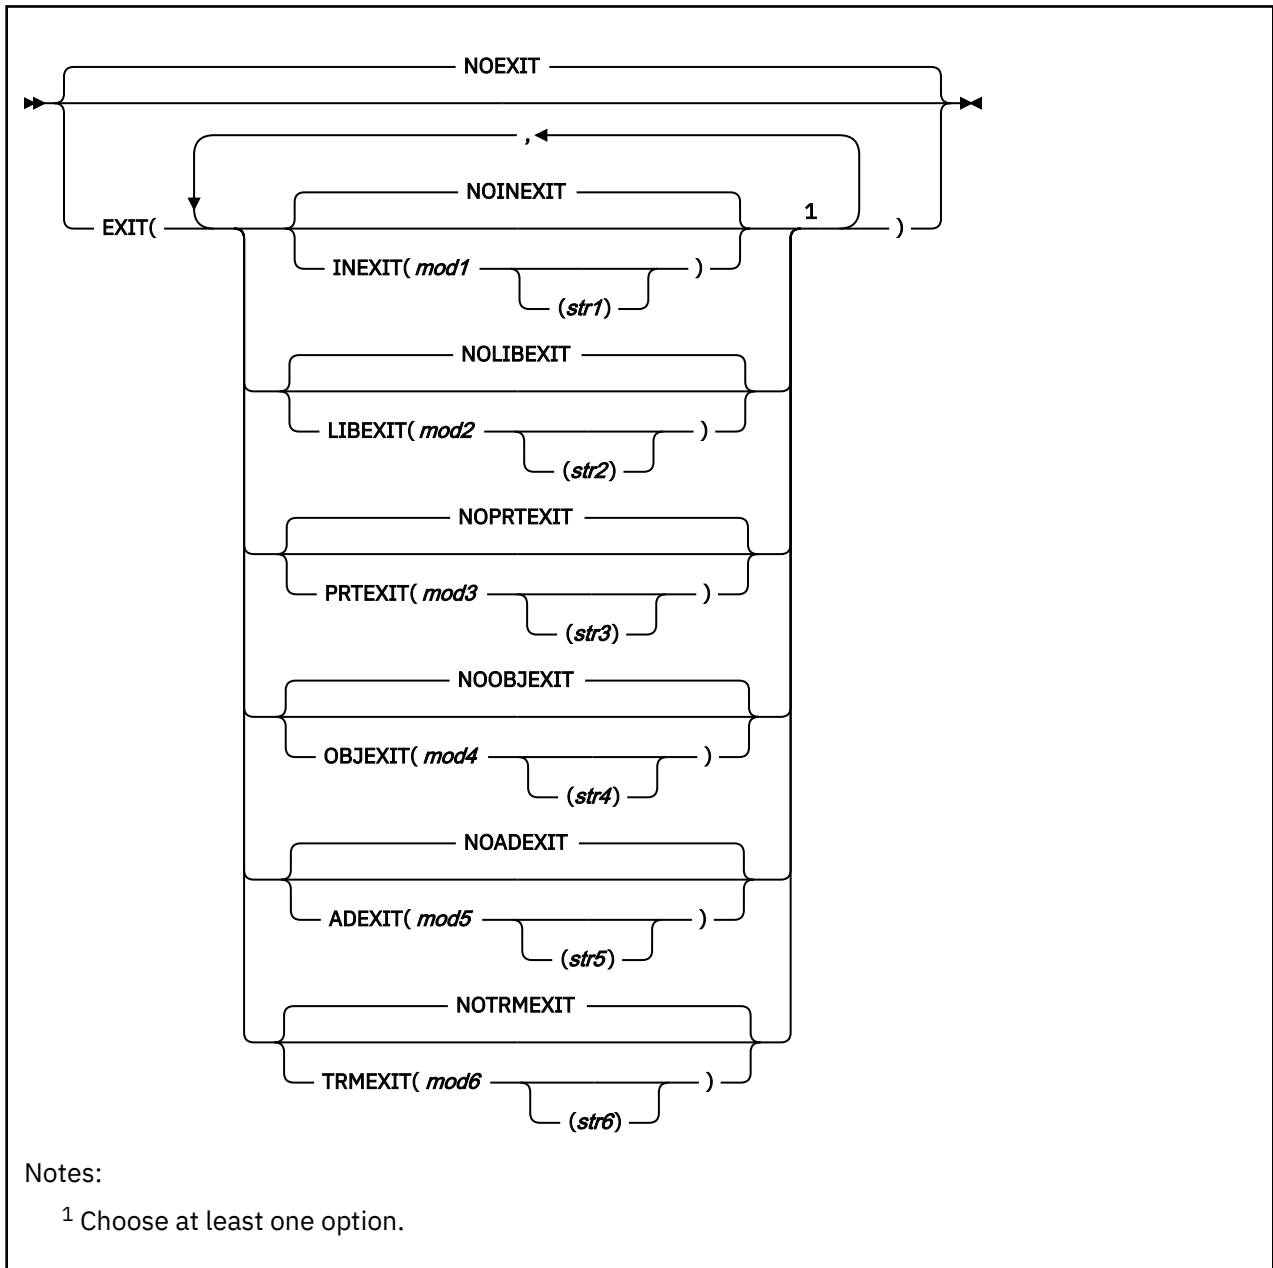 NOEXIT
,
NOINEXIT
EXIT( 1 )
INEXIT( mod1 )
(str1)
NOLIBEXIT
LIBEXIT( mod2 )
(str2)
NOPRTEXIT
PRTEXIT( mod3 )
(str3)
NOOBJEXIT
OBJEXIT( mod4 )
(str4)
NOADEXIT
ADEXIT( mod5 )
(str5)
NOTRMEXIT
TRMEXIT( mod6 )
(str6)
Notes:
1 Choose at least one option.